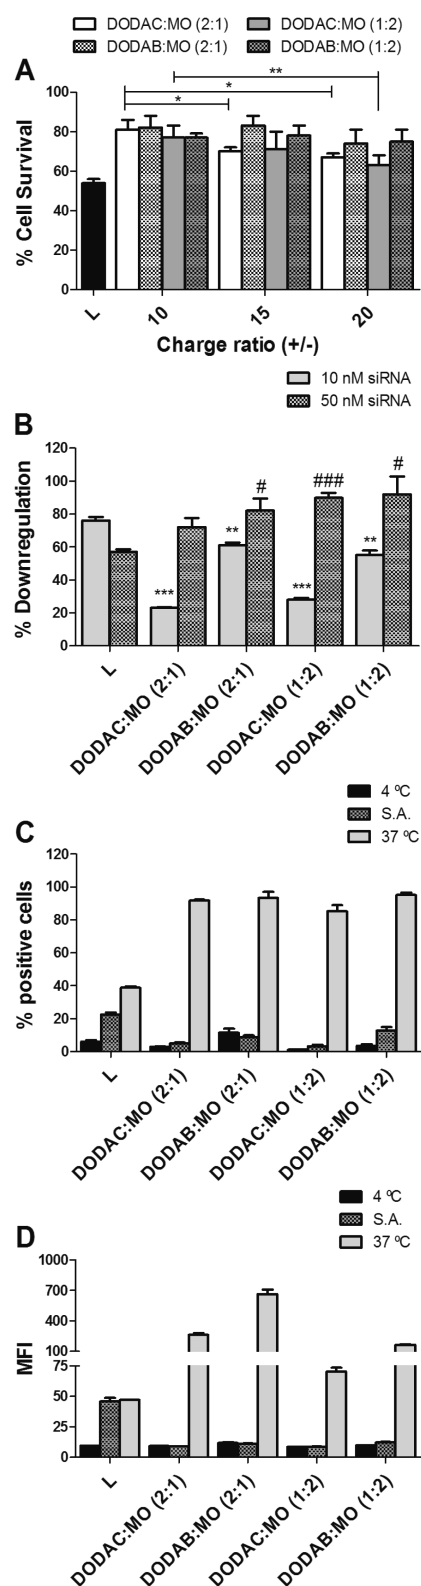 DODAC:MO (2:1) DODAC:MO (1:2)
DODAB:MO (2:1) DODAB:MO (1:2)
A
**
*
*
% Cell Survival
100
80
60
40
20
0
L 10 15 20
Charge ratio (+/-)
10 nM siRNA
50 nM siRNA
B
% Downregulation
120
100
80
60
40
20
0
*** ** # *** ### ** #
L DODAC:MO (2:1) DODAB:MO (2:1) DODAC:MO (1:2) DODAB:MO (1:2)
4 ºC
S.A.
37 ºC
C
% positive cells
120
100
80
60
40
20
0
L DODAC:MO (2:1) DODAB:MO (2:1) DODAC:MO (1:2) DODAB:MO (1:2)
4 ºC
S.A.
37 ºC
D
MFI
1000
700
400
100
75
50
25
0
L DODAC:MO (2:1) DODAB:MO (2:1) DODAC:MO (1:2) DODAB:MO (1:2)